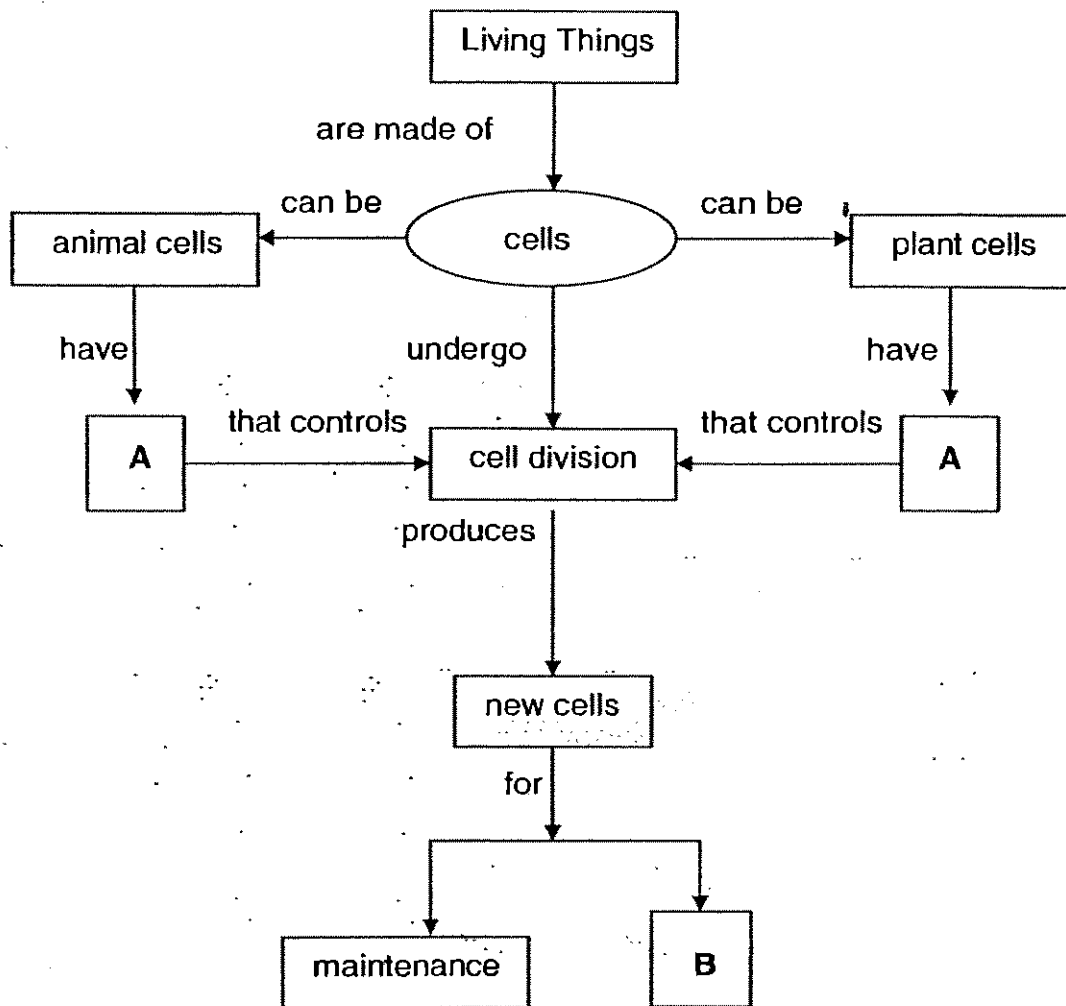 Living Things
are made of
can be
can be
animal cells
cells
plant cells
have
undergo
have
that controls
that controls
A
cell division
A
produces
new cells
for
maintenance
B